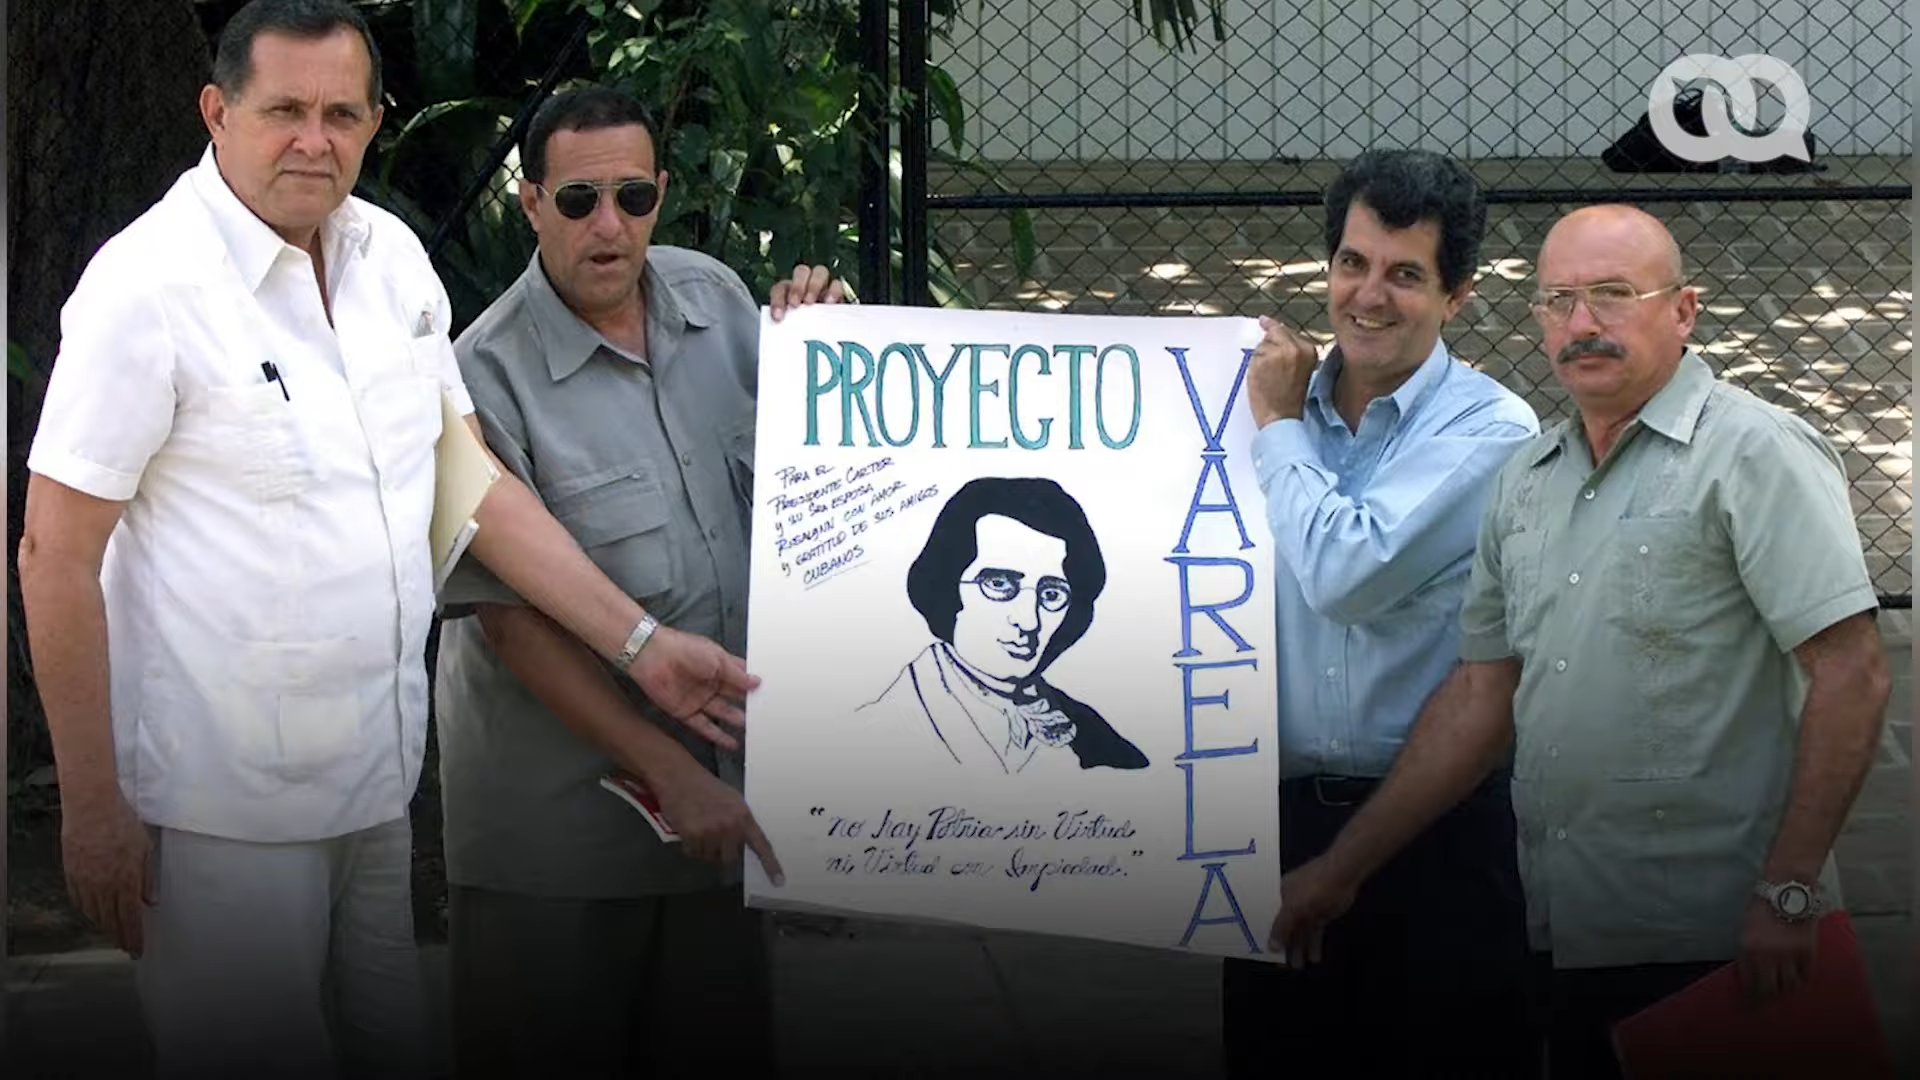 PROYECTO
VARELA
PARA EL
PRESIDENTE CARTER
Y SU SRA ESPOSA
ROSALYNN CON AMOR
Y GRATITUD DE SUS AMIGOS
CUBANOS
"no hay Patria sin Virtud
ni Virtud con Impiedad."